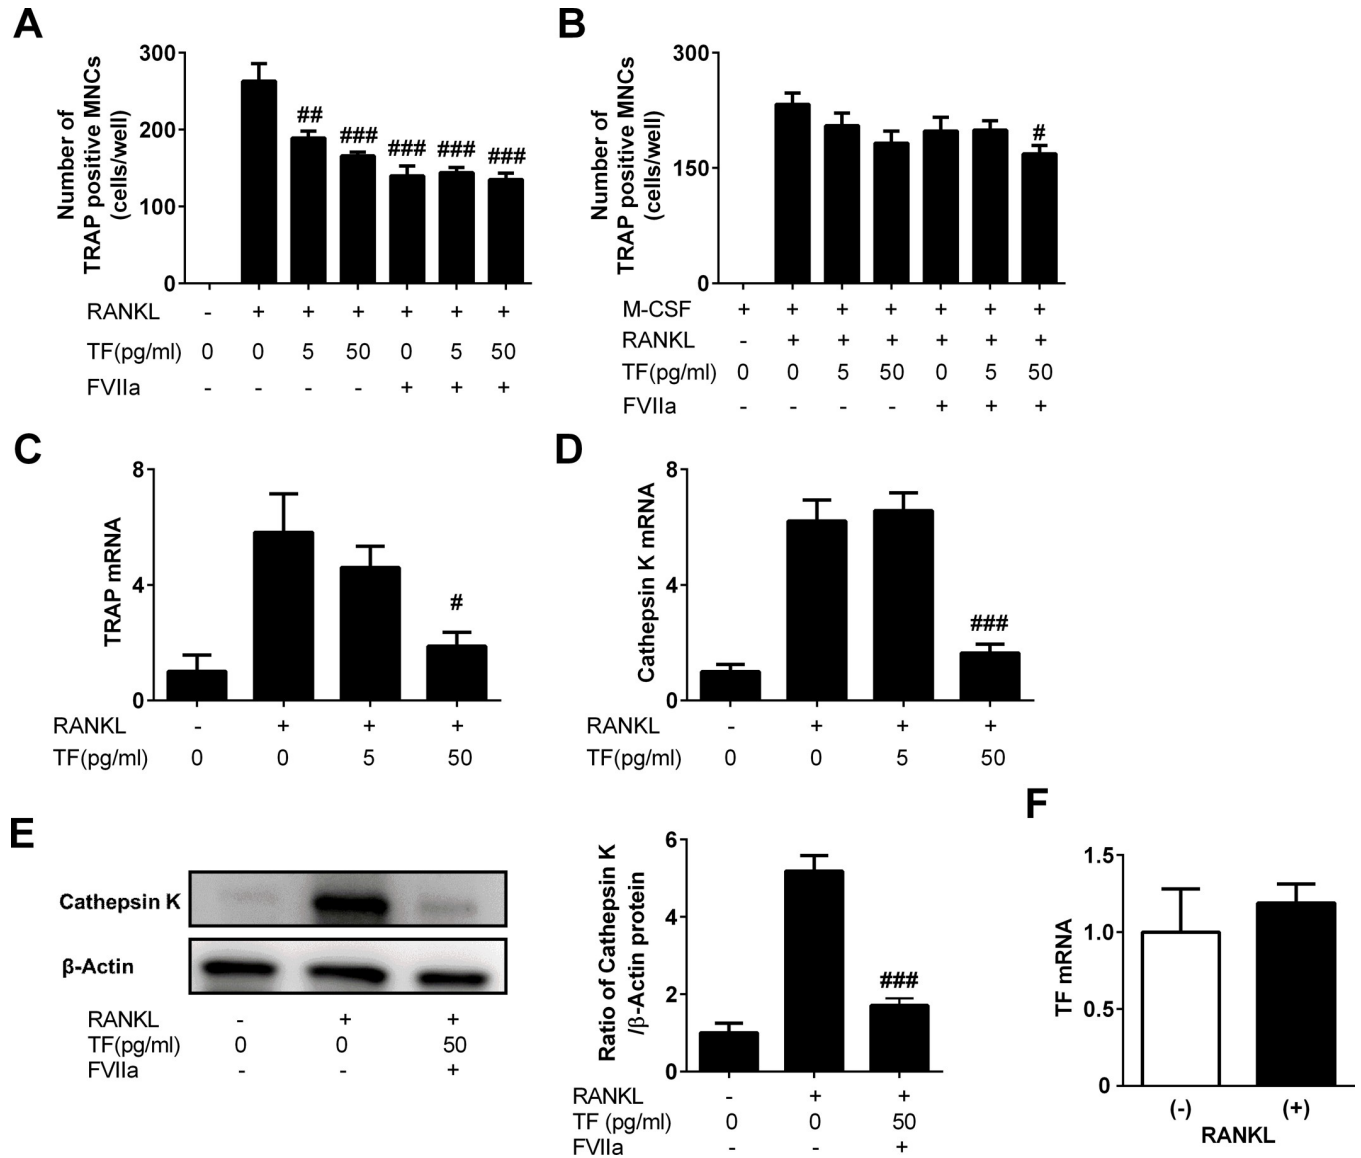 A
Number of
TRAP positive MNCs
(cells/well)
300
200
100
0
## ### ### ### ###
RANKL - + + + + + +
TF(pg/ml) 0 0 5 50 0 5 50
FVIIa - - - - + + +
B
Number of
TRAP positive MNCs
(cells/well)
300
150
0
#
M-CSF + + + + + + +
RANKL - + + + + + +
TF(pg/ml) 0 0 5 50 0 5 50
FVIIa - - - - + + +
C
TRAP mRNA
8
4
0
#
RANKL - + + +
TF(pg/ml) 0 0 5 50
D
Cathepsin K mRNA
8
4
0
###
RANKL - + + +
TF(pg/ml) 0 0 5 50
E
Cathepsin K
β-Actin
RANKL - + +
TF(pg/ml) 0 0 50
FVIIa - - +
Ratio of Cathepsin K
/β-Actin protein
6
4
2
0
###
RANKL - + +
TF (pg/ml) 0 0 50
FVIIa - - +
F
TF mRNA
1.5
1.0
0.5
0
(-) (+)
RANKL